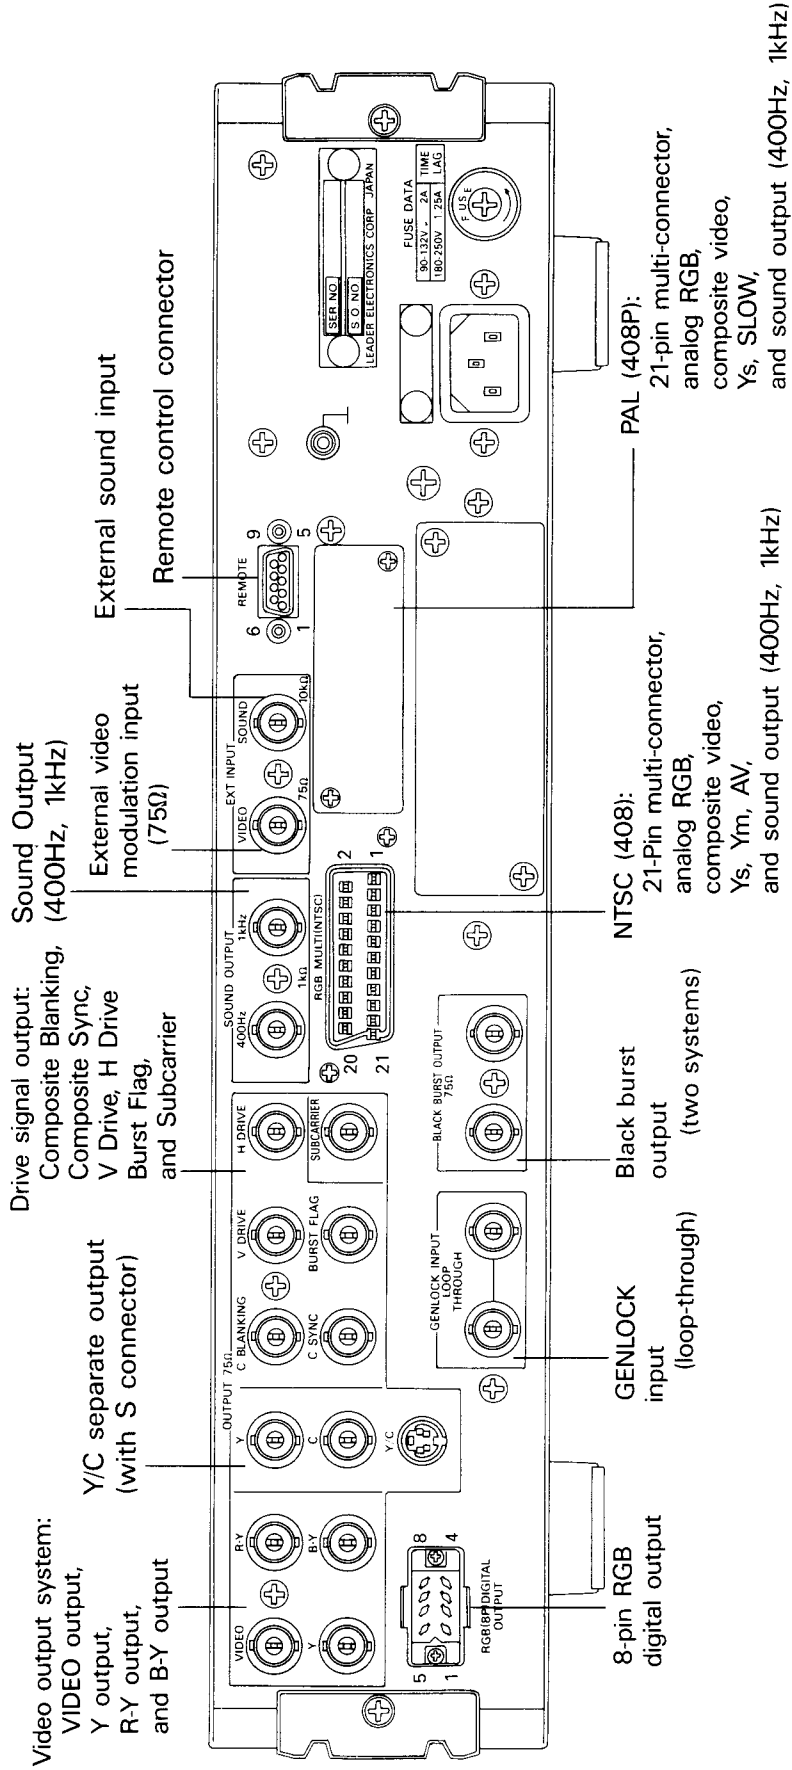 Video output system:
VIDEO output,
Y output,
R-Y output,
and B-Y output
Y/C separate output
(with S connector)
Drive signal output:
Composite Blanking,
Composite Sync,
V Drive, H Drive
Burst Flag,
and Subcarrier
Sound Output
(400Hz, 1kHz)
External video
modulation input
(75Ω)
External sound input
Remote control connector
OUTPUT 75Ω
VIDEO
R-Y
Y
C BLANKING
V DRIVE
H DRIVE
Y
B-Y
C
C SYNC
BURST FLAG
SUBCARRIER
Y/C
SOUND OUTPUT
400Hz
1kHz
1kΩ
EXT INPUT
VIDEO
SOUND
75Ω
10kΩ
REMOTE
6
9
1
5
RGB MULTI(NTSC)
20
2
21
1
SER. NO.
S.O. NO.
LEADER ELECTRONICS CORP. JAPAN
FUSE DATA
90-132V ~ 2A
180-250V 1.25A
TIME
LAG
FUSE
5
8
1
4
RGB(8P)DIGITAL
OUTPUT
GENLOCK INPUT
LOOP
THROUGH
BLACK BURST OUTPUT
75Ω
8-pin RGB
digital output
GENLOCK
input
(loop-through)
Black burst
output
(two systems)
NTSC (408):
21-Pin multi-connector,
analog RGB,
composite video,
Ys, Ym, AV,
and sound output (400Hz, 1kHz)
PAL (408P):
21-pin multi-connector,
analog RGB,
composite video,
Ys, SLOW,
and sound output (400Hz, 1kHz)